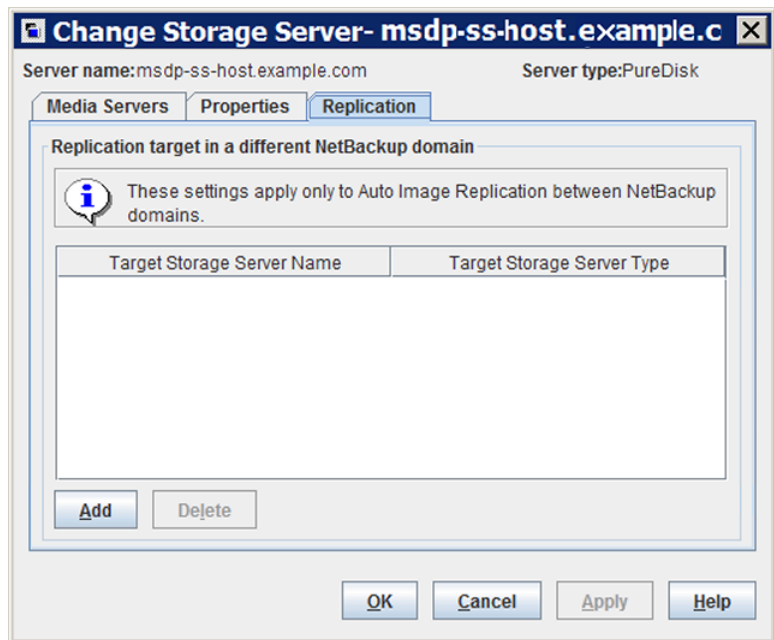 Change Storage Server- msdp-ss-host.example.c
Server name:msdp-ss-host.example.com Server type:PureDisk
Media Servers Properties Replication
Replication target in a different NetBackup domain
These settings apply only to Auto Image Replication between NetBackup
domains.
Target Storage Server Name Target Storage Server Type
Add Delete
OK Cancel Apply Help